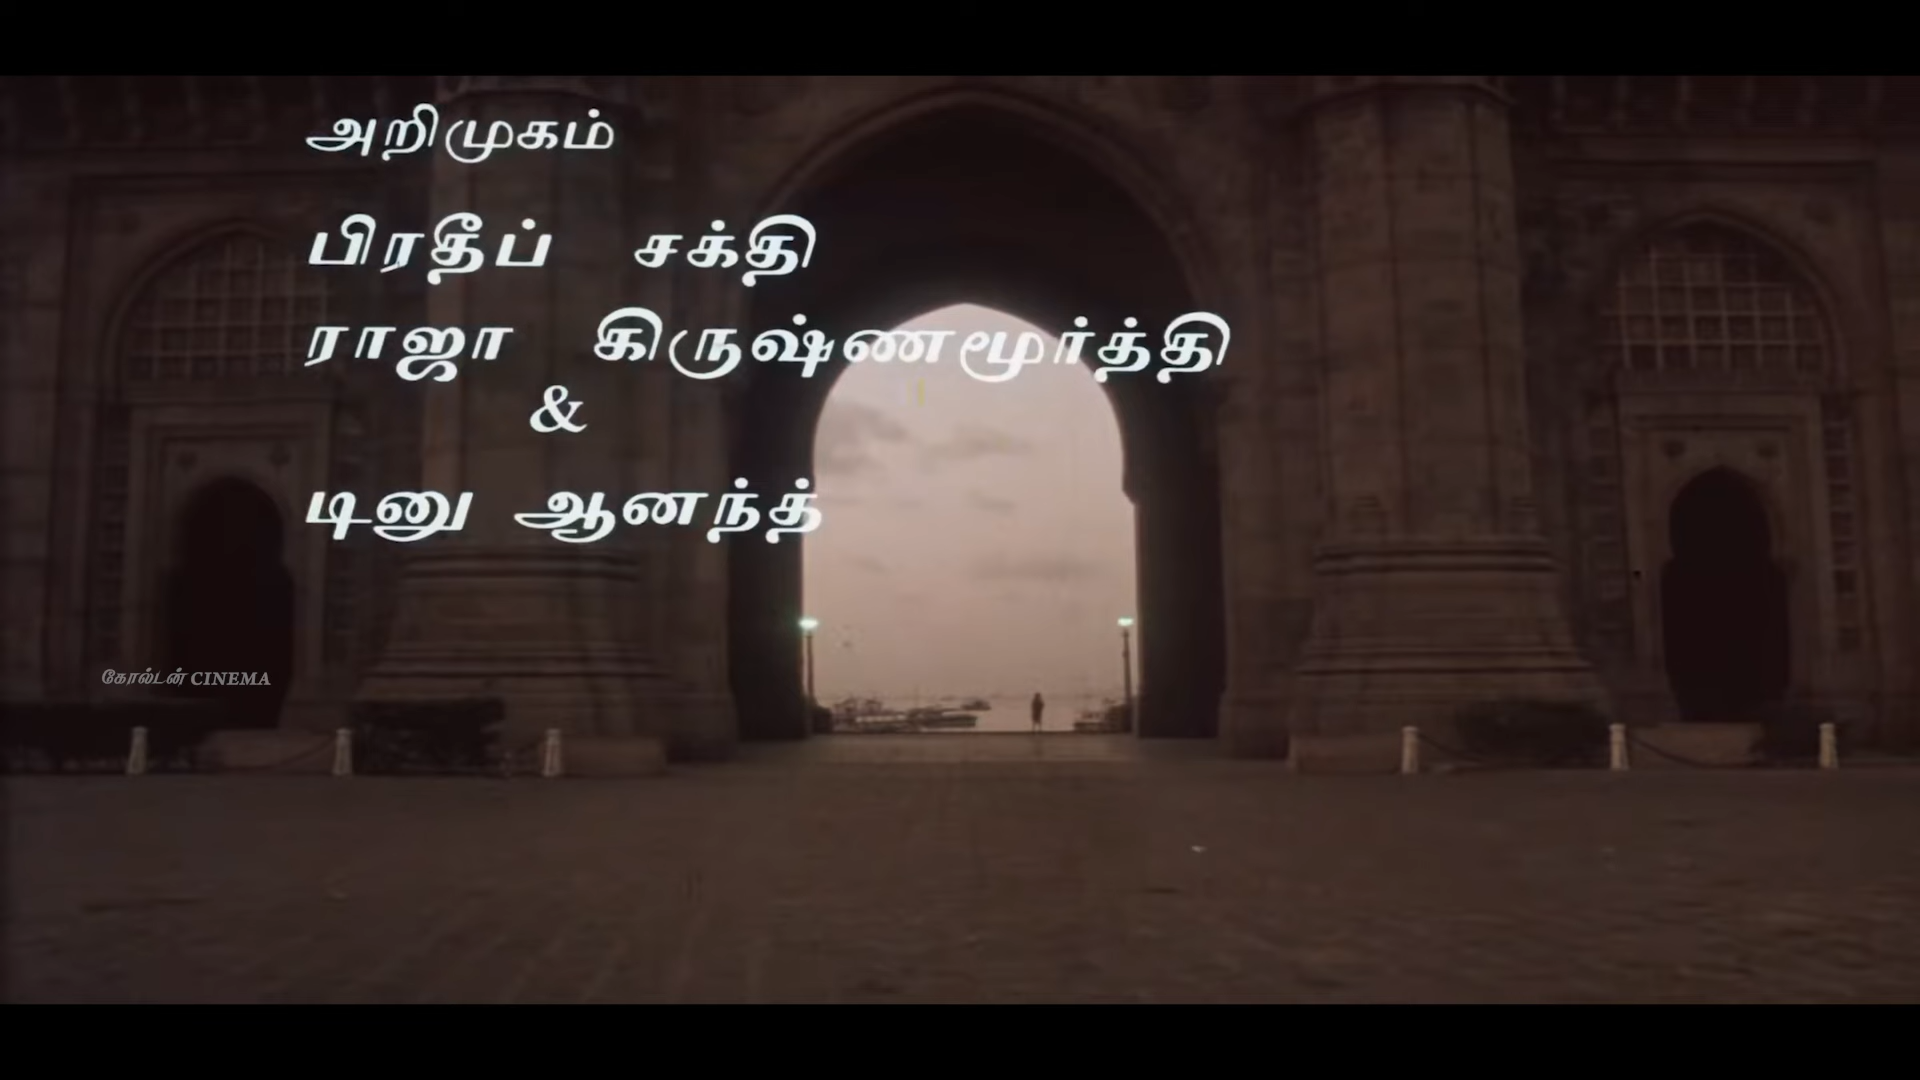 அறிமுகம்
பிரதீப் சக்தி
ராஜா கிருஷ்ணமூர்த்தி
&
டினு ஆனந்த்
கோல்டன் CINEMA